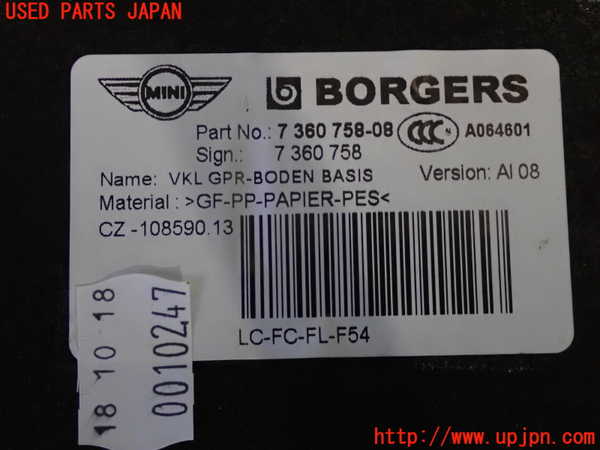 USED PARTS JAPAN
MINI
BORGERS
Part No.: 7 360 758-08 CCC S A064601
Sign.: 7 360 758
Name: VKL GPR-BODEN BASIS Version: AI 08
Material : >GF-PP-PAPIER-PES<
CZ -108590.13
LC-FC-FL-F54
18 10 18
0010247
http://www.upjpn.com/